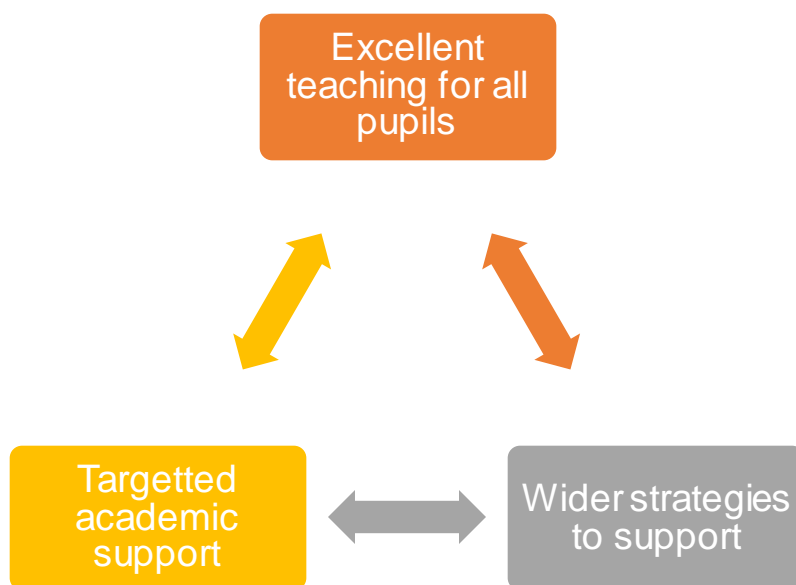 Excellent
teaching for all
pupils
Targetted
academic
support
Wider strategies
to support